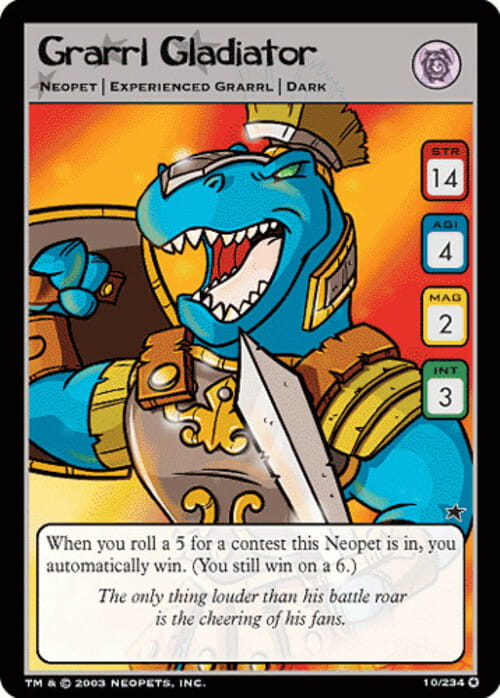 Grarrl Gladiator
NEOPET | EXPERIENCED GRARRL | DARK
STR
14
AGI
4
MAG
2
INT
3
When you roll a 5 for a contest this Neopet is in, you
automatically win. (You still win on a 6.)
The only thing louder than his battle roar
is the cheering of his fans.
TM & © 2003 NEOPETS, INC.
10/234